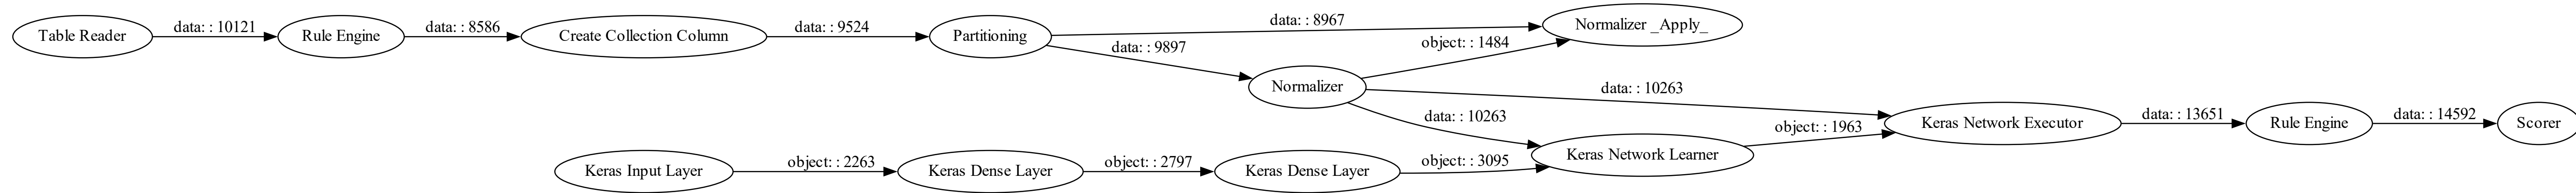 Table Reader
data: : 10121
Rule Engine
data: : 8586
Create Collection Column
data: : 9524
Partitioning
data: : 8967
Normalizer _Apply_
data: : 9897
object: : 1484
Normalizer
data: : 10263
data: : 10263
Keras Network Executor
data: : 13651
Rule Engine
data: : 14592
Scorer
object: : 1963
Keras Network Learner
Keras Input Layer
object: : 2263
Keras Dense Layer
object: : 2797
Keras Dense Layer
object: : 3095